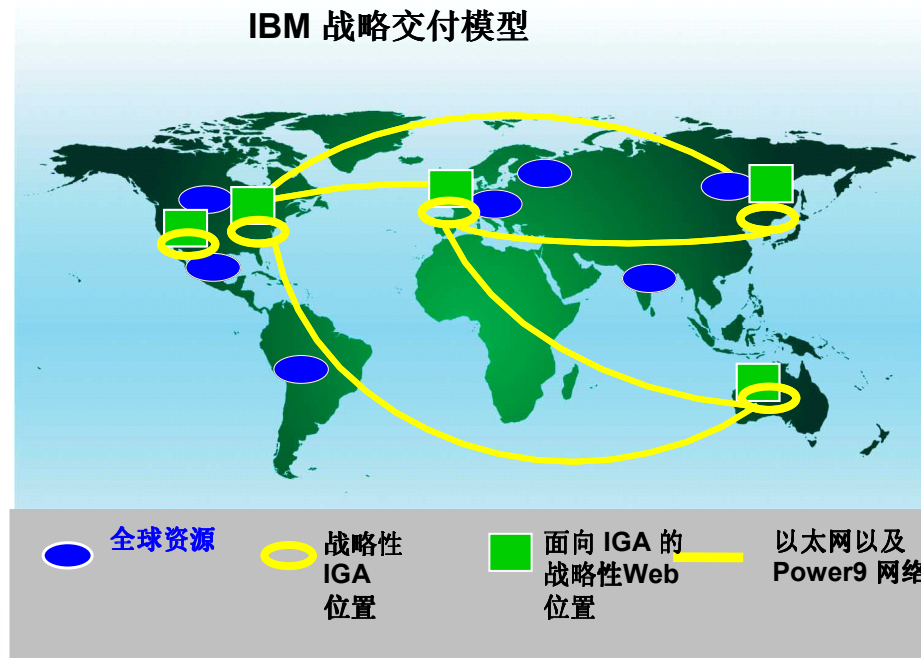 IBM 战略交付模型
全球资源
战略性
IGA
位置
面向 IGA 的
战略性Web
位置
以太网以及
Power9 网络